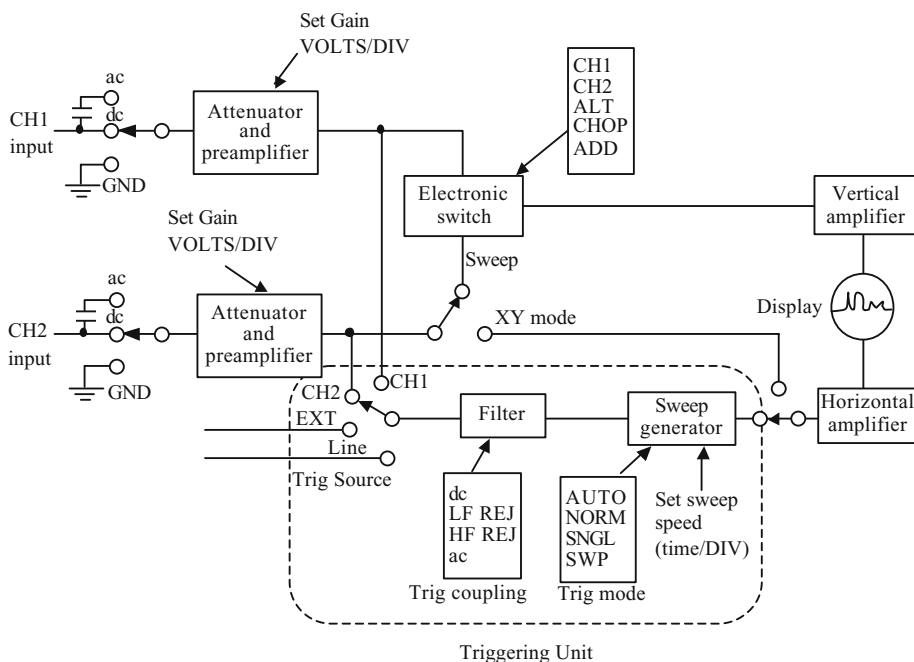 Set Gain
VOLTS/DIV
CH1
CH2
ALT
CHOP
ADD
ac
dc
CH1
input
GND
Attenuator
and
preamplifier
Electronic
switch
Vertical
amplifier
Set Gain
VOLTS/DIV
Sweep
ac
dc
CH2
input
GND
Attenuator
and
preamplifier
XY mode
Display
CH2
CH1
EXT
Line
Trig Source
Filter
Sweep
generator
Horizontal
amplifier
dc
LF REJ
HF REJ
ac
Trig coupling
AUTO
NORM
SNGL
SWP
Trig mode
Set sweep
speed
(time/DIV)
Triggering Unit